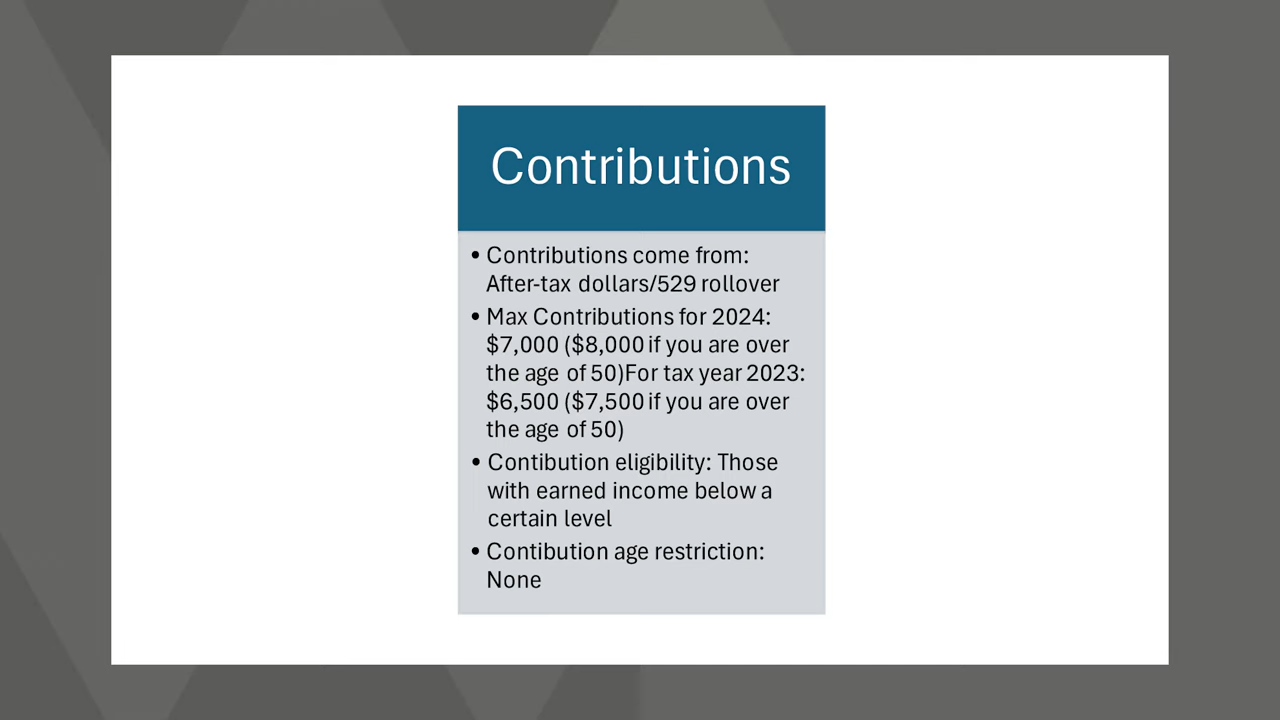 Contributions
• Contributions come from:
After-tax dollars/529 rollover
• Max Contributions for 2024:
$7,000 ($8,000 if you are over
the age of 50)For tax year 2023:
$6,500 ($7,500 if you are over
the age of 50)
• Contibution eligibility: Those
with earned income below a
certain level
• Contibution age restriction:
None